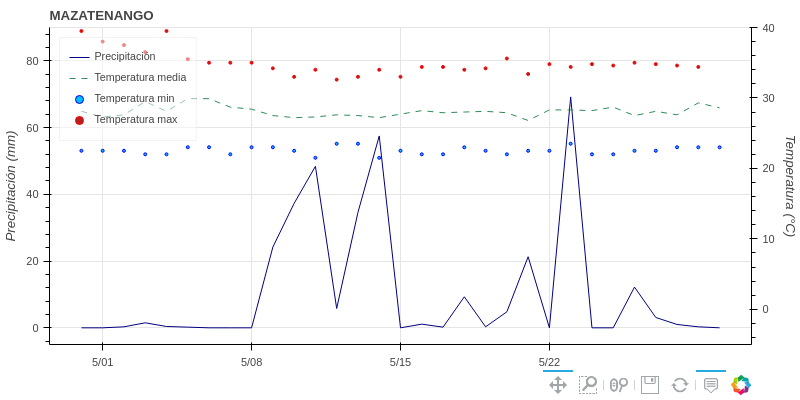 MAZATENANGO
Precipitación
Temperatura media
Temperatura min
Temperatura max
Precipitación (mm)
80
60
40
20
0
Temperatura (°C)
40
30
20
10
0
5/01 5/08 5/15 5/22